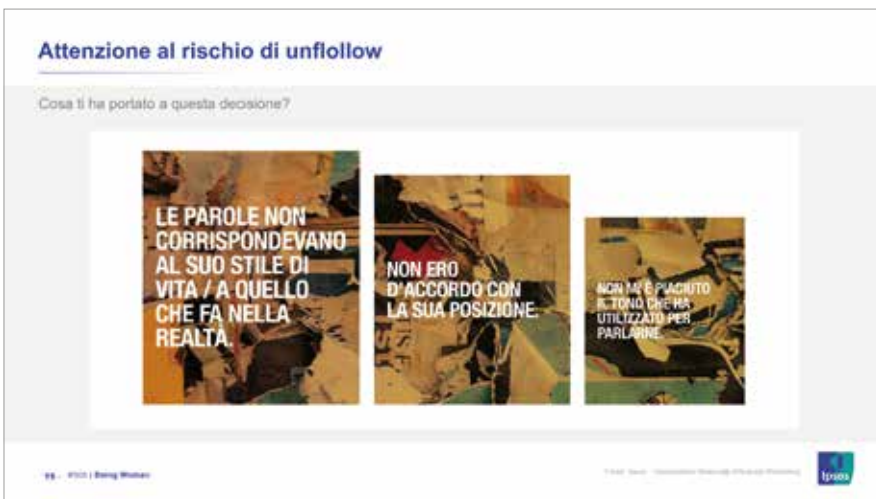 Attenzione al rischio di unflollow
Cosa ti ha portato a questa decisione?
LE PAROLE NON
CORRISPONDEVANO
AL SUO STILE DI
VITA / A QUELLO
CHE FA NELLA
REALTÀ.
NON ERO
D'ACCORDO CON
LA SUA POSIZIONE.
NON MI È PIACIUTO
IL TONO CHE HA
UTILIZZATO PER
PARLARNE.
Ipsos | Being Woman
Ipsos